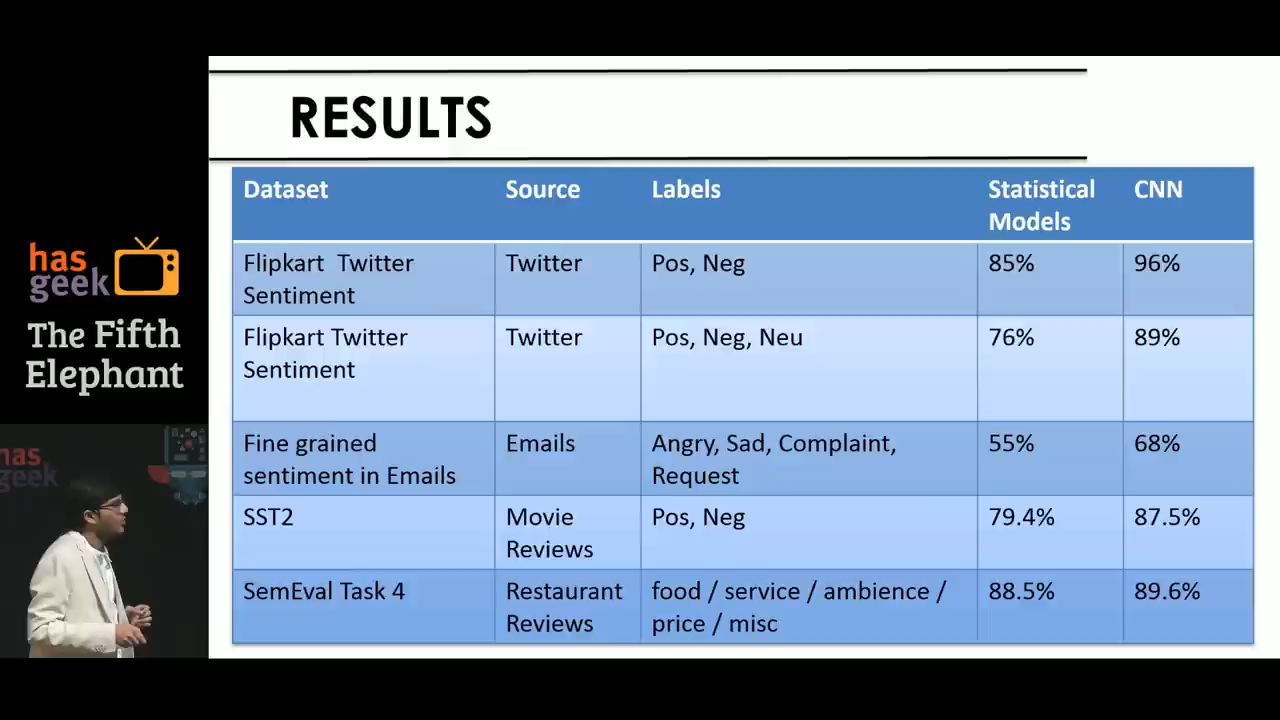 RESULTS
Dataset Source Labels Statistical Models CNN
Flipkart Twitter Sentiment Twitter Pos, Neg 85% 96%
Flipkart Twitter Sentiment Twitter Pos, Neg, Neu 76% 89%
Fine grained sentiment in Emails Emails Angry, Sad, Complaint, Request 55% 68%
SST2 Movie Reviews Pos, Neg 79.4% 87.5%
SemEval Task 4 Restaurant Reviews food / service / ambience / price / misc 88.5% 89.6%
has
geek
The Fifth
Elephant
has
geek